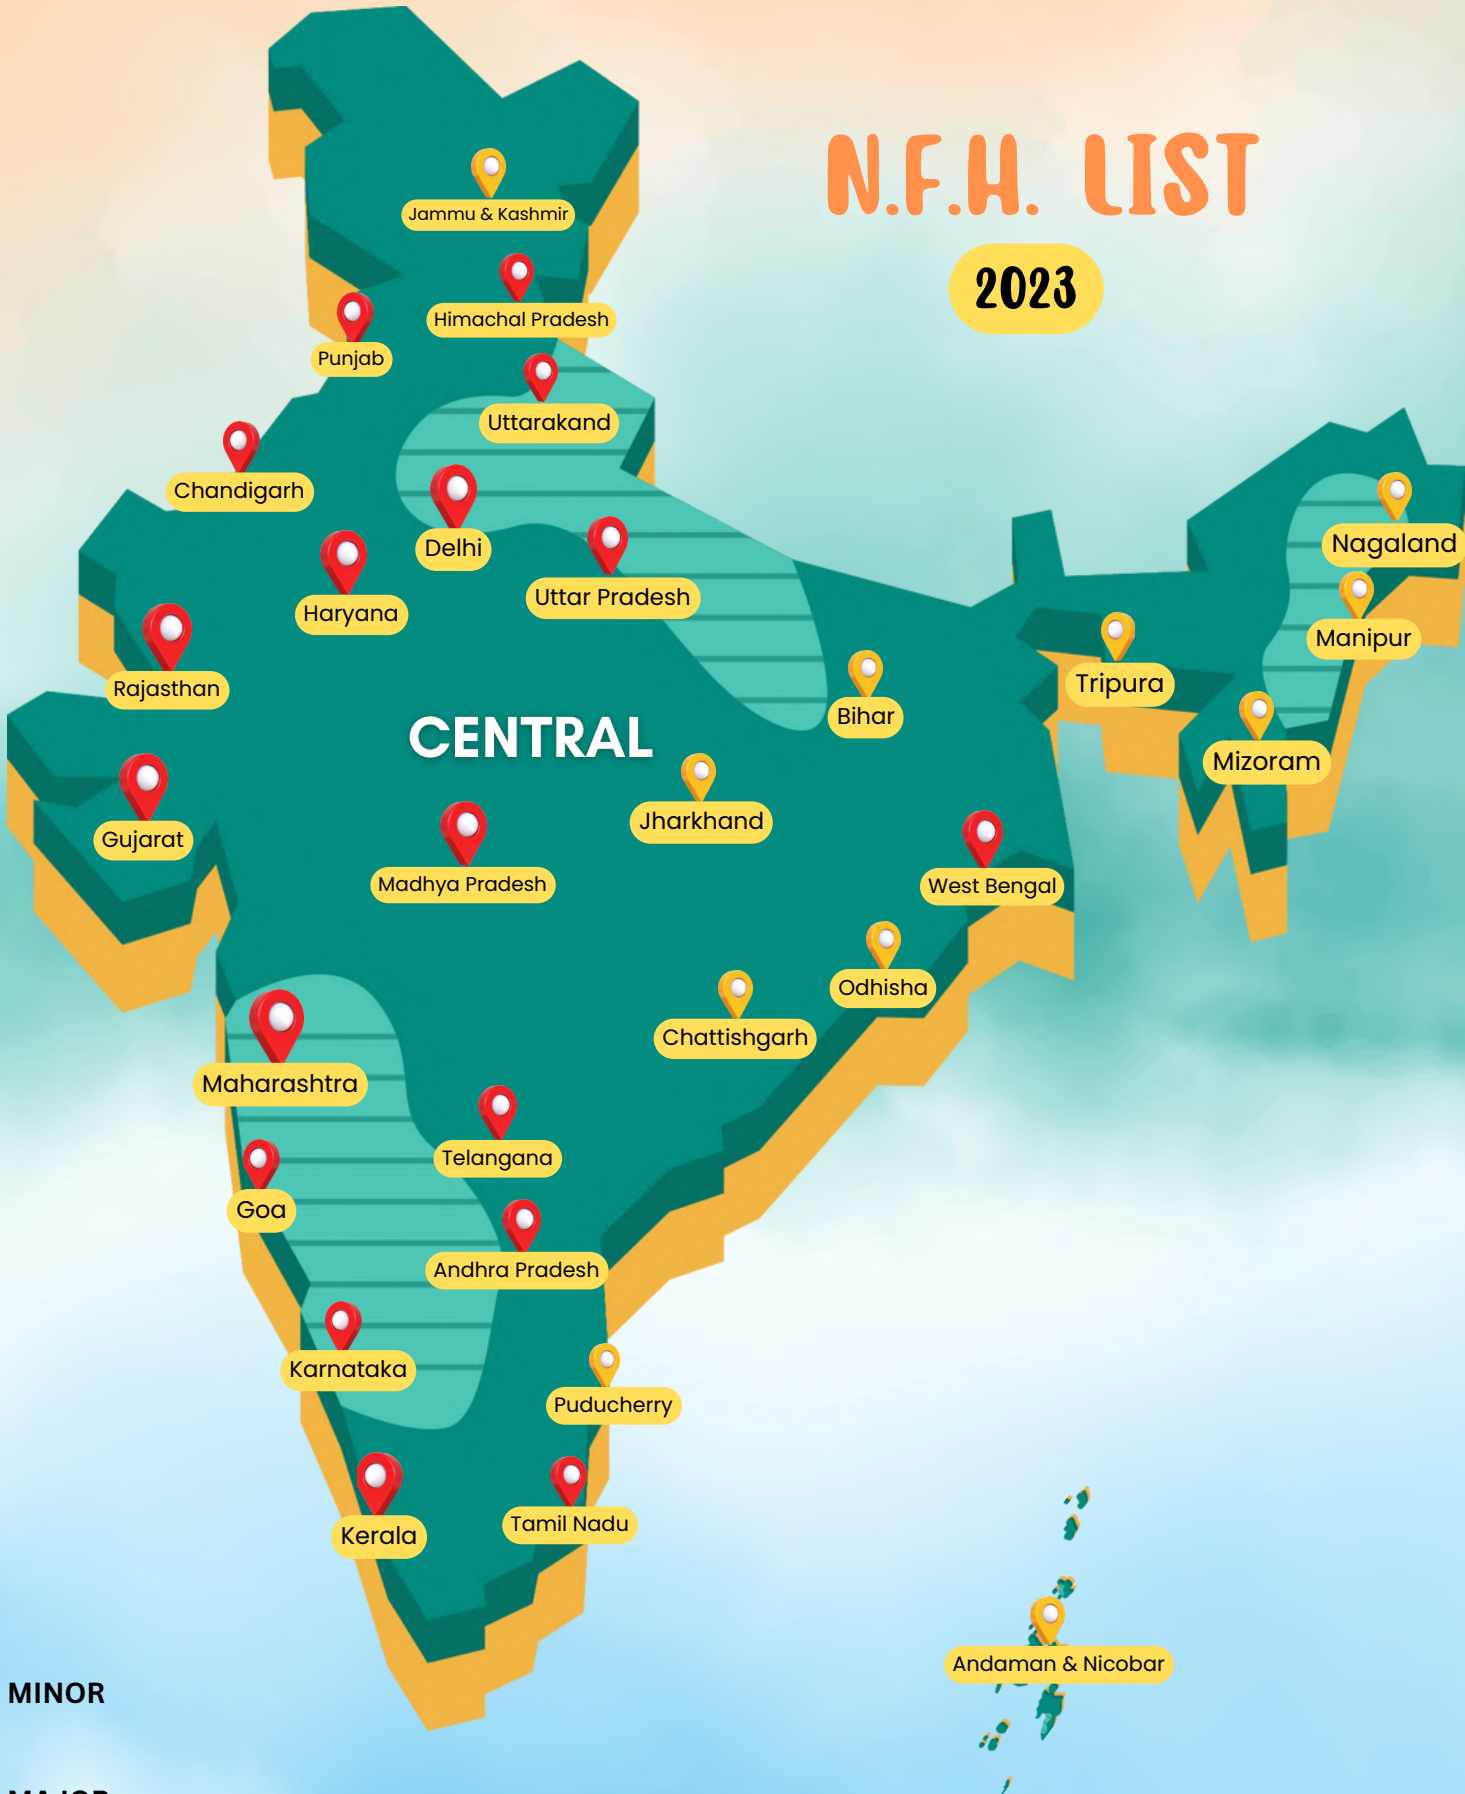 N.F.H. LIST
2023
Jammu & Kashmir
Himachal Pradesh
Punjab
Uttarakand
Chandigarh
Delhi
Nagaland
Uttar Pradesh
Haryana
Manipur
Tripura
Rajasthan
Bihar
CENTRAL
Mizoram
Jharkhand
Gujarat
Madhya Pradesh
West Bengal
Odhisha
Chattishgarh
Maharashtra
Telangana
Goa
Andhra Pradesh
Karnataka
Puducherry
Tamil Nadu
Kerala
Andaman & Nicobar
MINOR
MAJOR